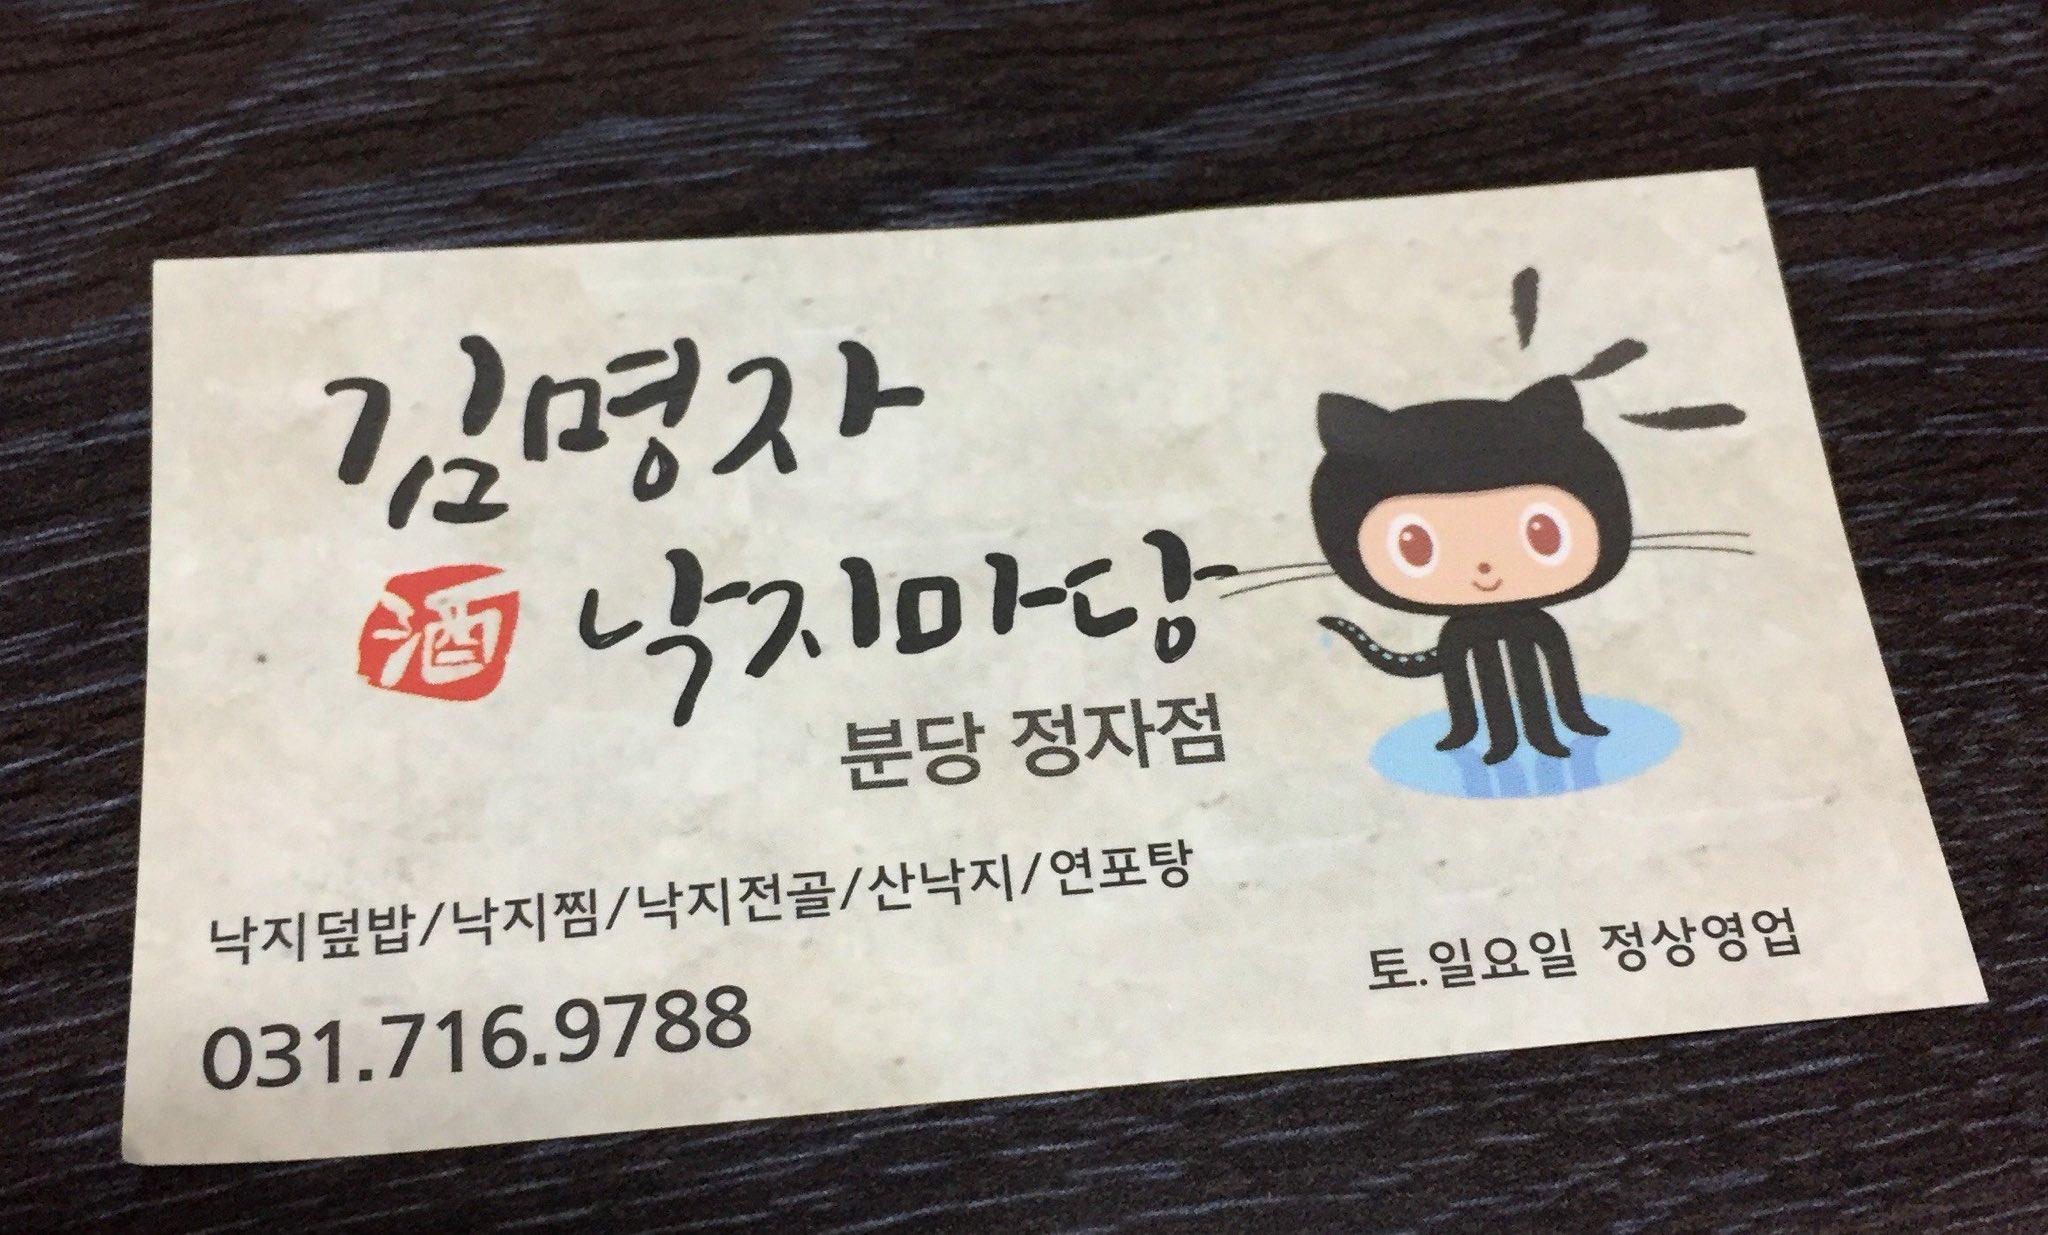 김명자
酒 낙지마당
분당 정자점
낙지덮밥/낙지찜/낙지전골/산낙지/연포탕
토.일요일 정상영업
031.716.9788